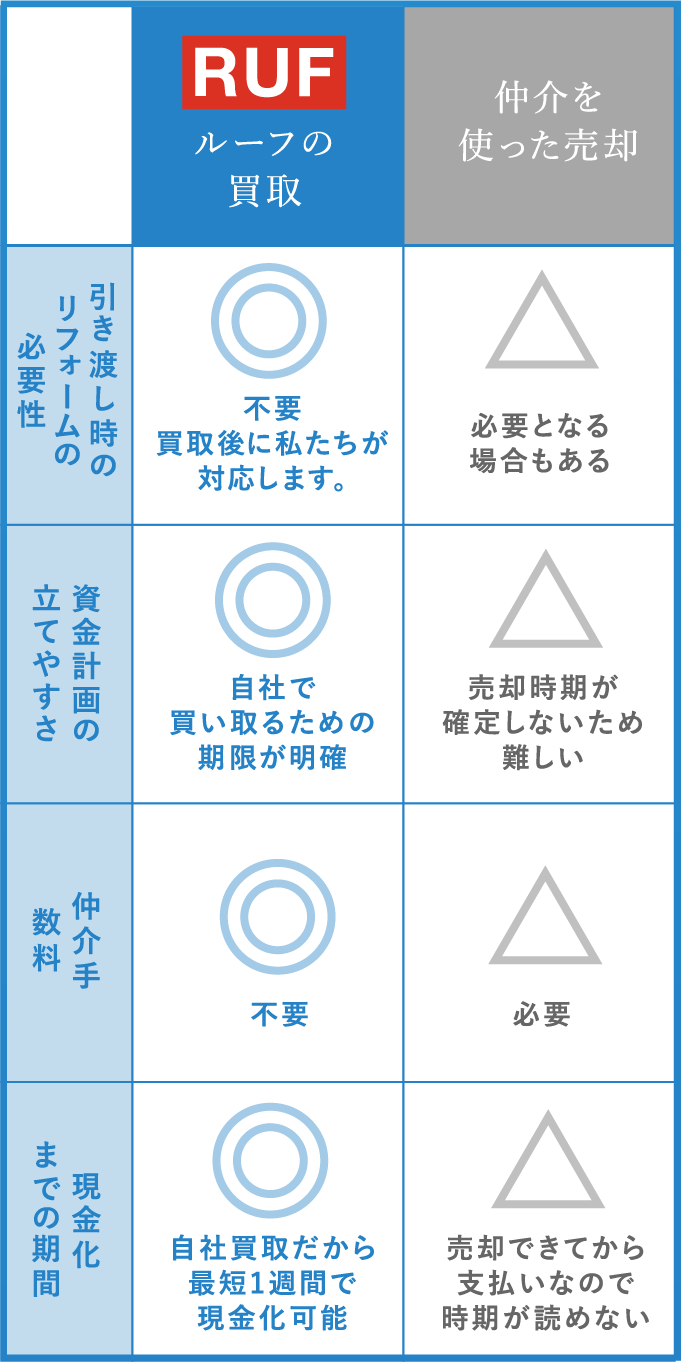 RUF
ルーフの
買取
仲介を
使った売却
引き渡し時の
リフォームの
必要性
不要
買取後に私たちが
対応します。
必要となる
場合もある
資金計画の
立てやすさ
自社で
買い取るための
期限が明確
売却時期が
確定しないため
難しい
仲介手
数料
不要
必要
現金化
までの期間
自社買取だから
最短1週間で
現金化可能
売却できてから
支払いなので
時期が読めない